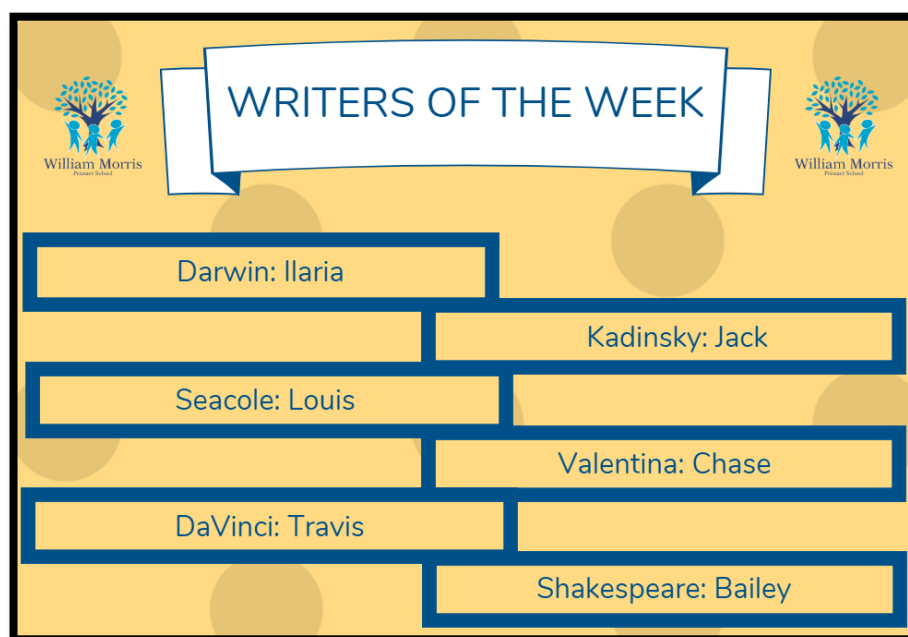 WRITERS OF THE WEEK
William Morris
Primary School
William Morris
Primary School
Darwin: Ilaria
Kadinsky: Jack
Seacole: Louis
Valentina: Chase
DaVinci: Travis
Shakespeare: Bailey